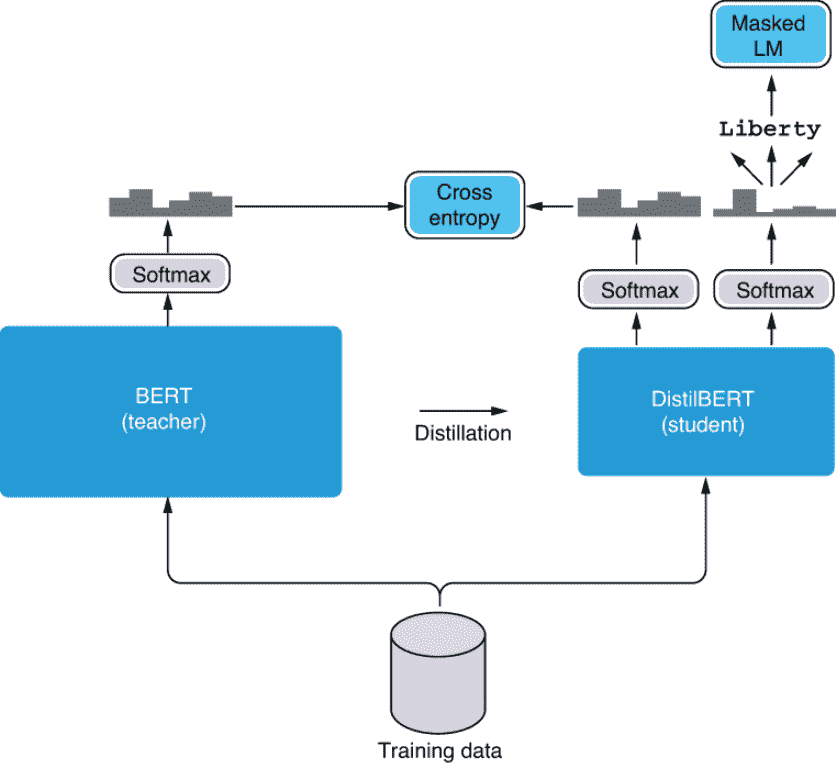 Masked
LM
Liberty
Cross
entropy
Softmax
Softmax
Softmax
BERT
(teacher)
Distillation
DistilBERT
(student)
Training data